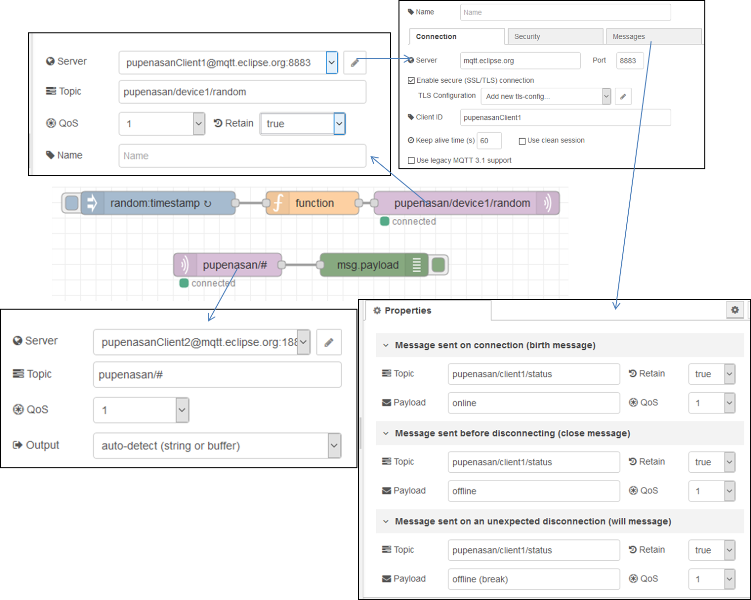 Name Name
Connection Security Messages
Server mqtt.eclipse.org Port 8883
Enable secure (SSL/TLS) connection
TLS Configuration Add new tls-config...
Client ID pupenasanClient1
Keep alive time (s) 60 Use clean session
Use legacy MQTT 3.1 support
Server pupenasanClient1@mqtt.eclipse.org:8883
Topic pupenasan/device1/random
QoS 1 Retain true
Name Name
random:timestamp ↻ function pupenasan/device1/random
connected
pupenasan/# msg.payload
connected
Server pupenasanClient2@mqtt.eclipse.org:188
Topic pupenasan/#
QoS 1
Output auto-detect (string or buffer)
Properties
Message sent on connection (birth message)
Topic pupenasan/client1/status Retain true
Payload online QoS 1
Message sent before disconnecting (close message)
Topic pupenasan/client1/status Retain true
Payload offline QoS 1
Message sent on an unexpected disconnection (will message)
Topic pupenasan/client1/status Retain true
Payload offline (break) QoS 1